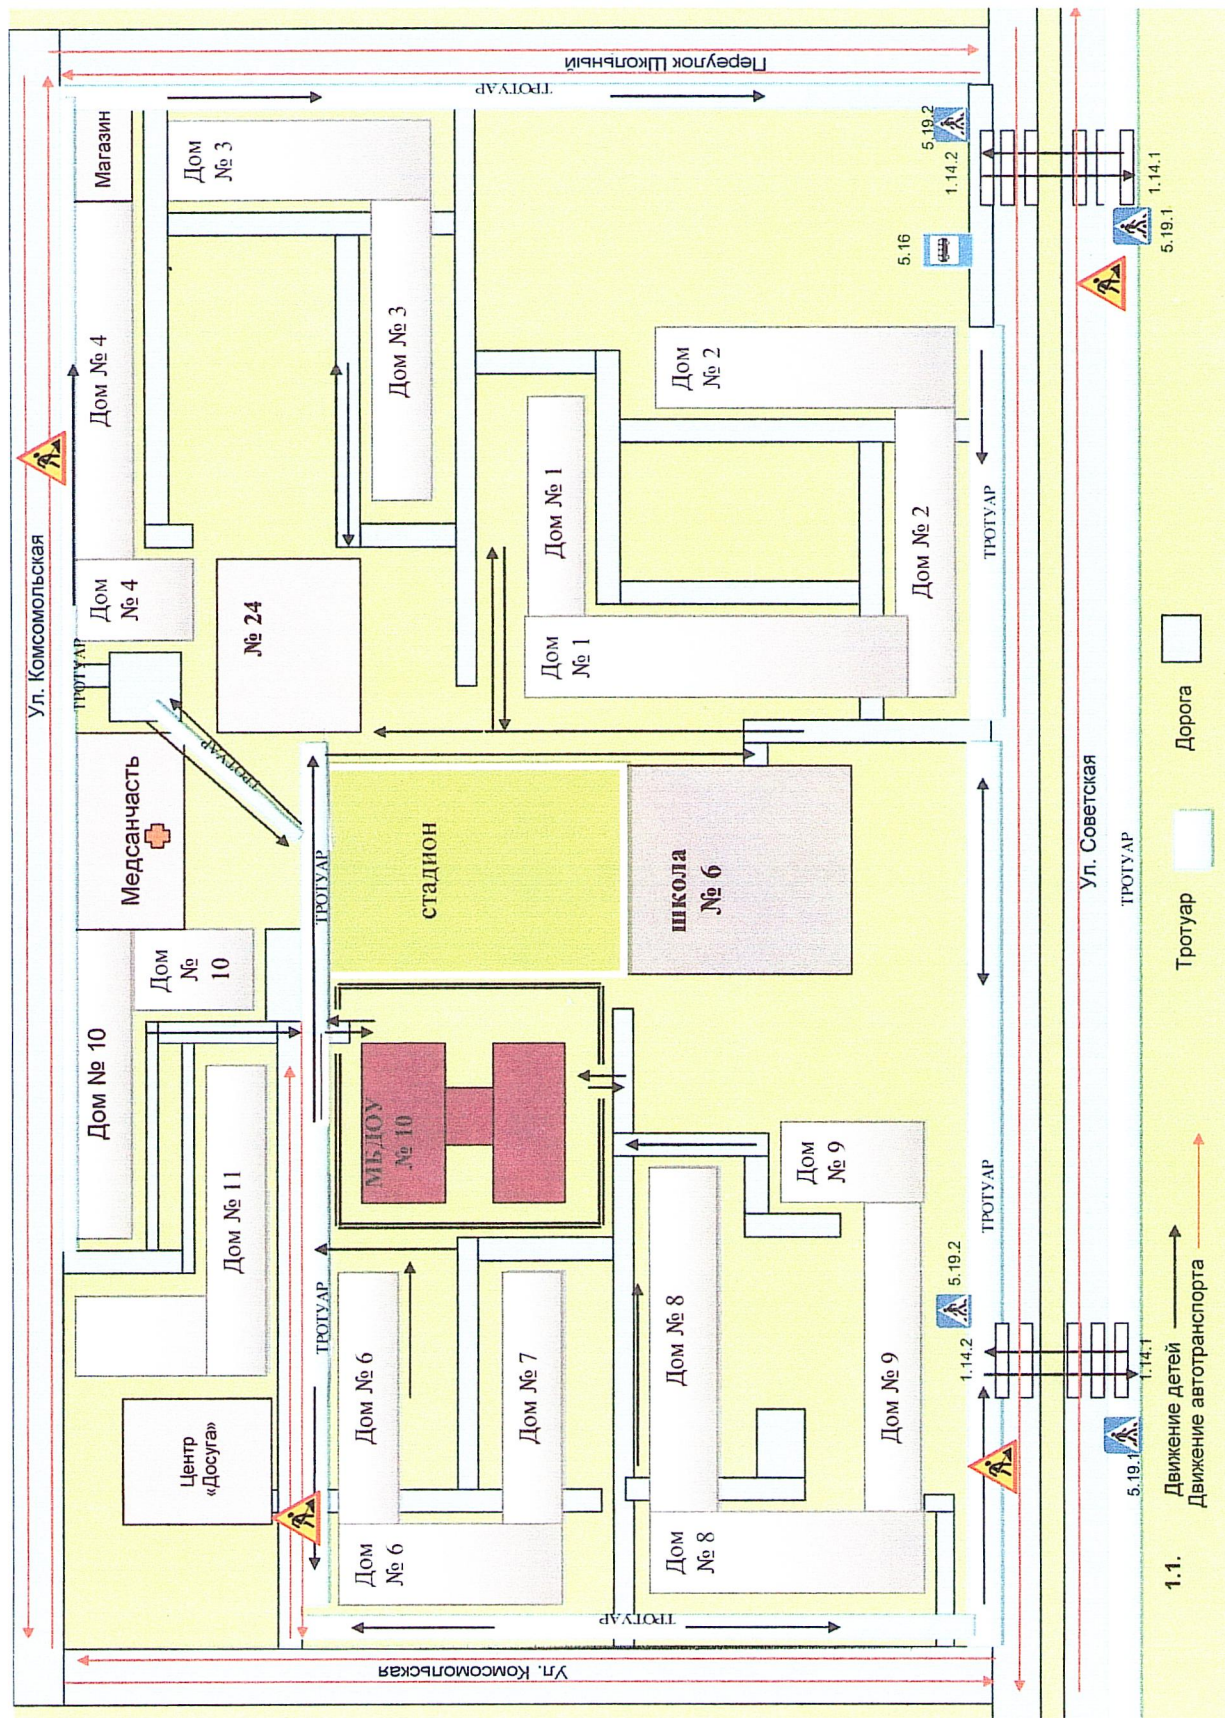 Ул. Комсомольская
ТРОТУАР
Дом № 10
Медсанчасть
Дом
№ 4
Дом № 4
Магазин
Центр
«Досуга»
Дом № 11
Дом
№
10
ТРОТУАР
№ 24
Дом
№ 3
ТРОТУАР
ТРОТУАР
Дом
№ 6
Дом № 6
МБДОУ
№ 10
стадион
Дом № 3
Ул. Комсомольская
ТРОТУАР
Дом № 7
Дом
№ 1
Дом № 1
ТРОТУАР
Переулок Школьный
Дом
№ 8
Дом № 8
Дом
№ 9
школа
№ 6
Дом
№ 2
Дом № 9
Дом № 2
5.16
5.19.2
1.14.2
1.14.2
5.19.2
ТРОТУАР
ТРОТУАР
Ул. Советская
ТРОТУАР
5.19.1
1.14.1
5.19.1
1.14.1
1.1.
Движение детей
Движение автотранспорта
Тротуар
Дорога